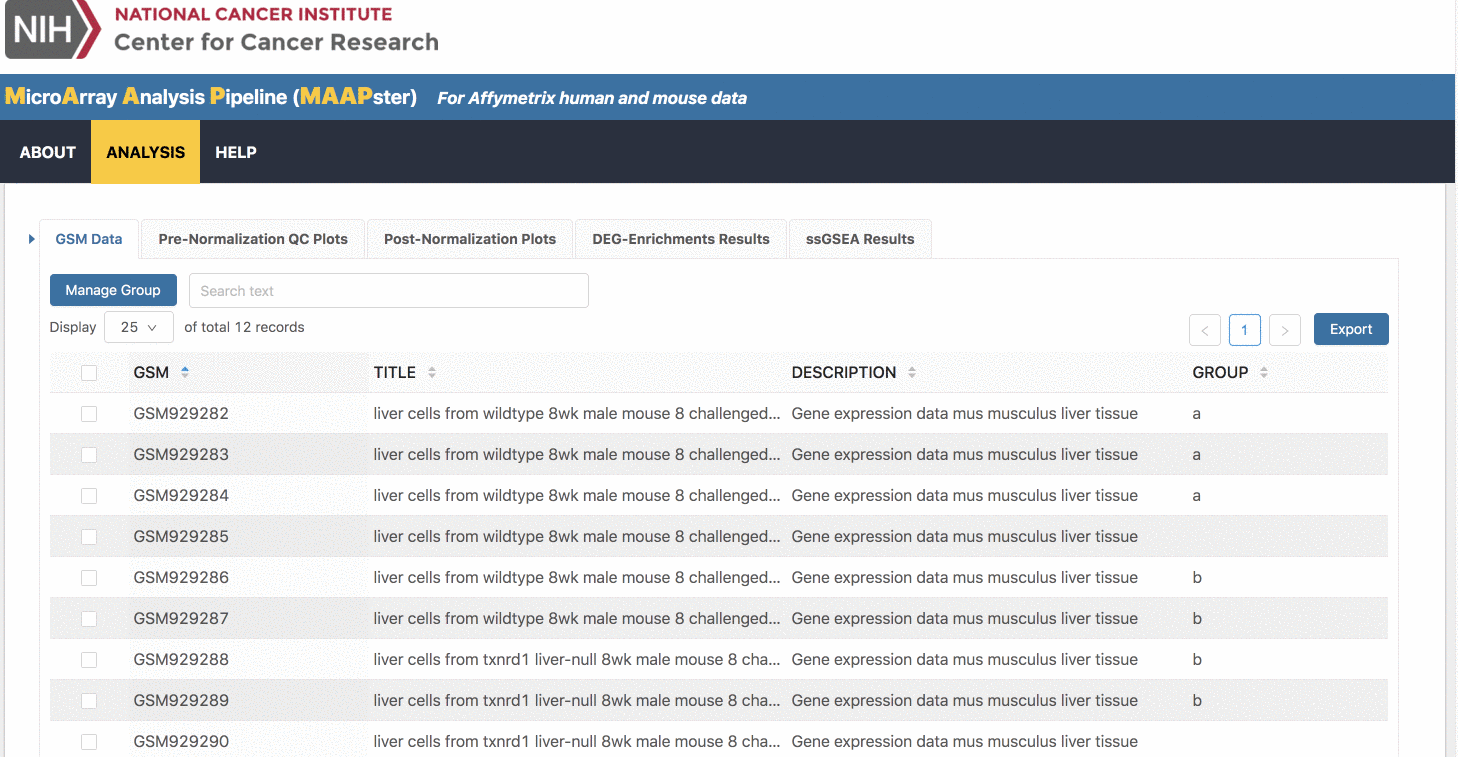 NIH NATIONAL CANCER INSTITUTE
Center for Cancer Research
MicroArray Analysis Pipeline (MAAPster) For Affymetrix human and mouse data
ABOUT ANALYSIS HELP
GSM Data Pre-Normalization QC Plots Post-Normalization Plots DEG-Enrichments Results ssGSEA Results
Manage Group Search text
Display 25 of total 12 records < 1 > Export
GSM TITLE DESCRIPTION GROUP
GSM929282 liver cells from wildtype 8wk male mouse 8 challenged... Gene expression data mus musculus liver tissue a
GSM929283 liver cells from wildtype 8wk male mouse 8 challenged... Gene expression data mus musculus liver tissue a
GSM929284 liver cells from wildtype 8wk male mouse 8 challenged... Gene expression data mus musculus liver tissue a
GSM929285 liver cells from wildtype 8wk male mouse 8 challenged... Gene expression data mus musculus liver tissue
GSM929286 liver cells from wildtype 8wk male mouse 8 challenged... Gene expression data mus musculus liver tissue b
GSM929287 liver cells from wildtype 8wk male mouse 8 challenged... Gene expression data mus musculus liver tissue b
GSM929288 liver cells from txnrd1 liver-null 8wk male mouse 8 cha... Gene expression data mus musculus liver tissue b
GSM929289 liver cells from txnrd1 liver-null 8wk male mouse 8 cha... Gene expression data mus musculus liver tissue b
GSM929290 liver cells from txnrd1 liver-null 8wk male mouse 8 cha... Gene expression data mus musculus liver tissue